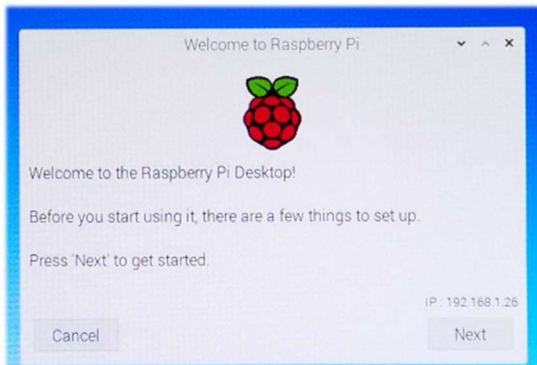 Welcome to Raspberry Pi
Welcome to the Raspberry Pi Desktop!
Before you start using it, there are a few things to set up.
Press 'Next' to get started.
IP : 192.168.1.26
Cancel
Next